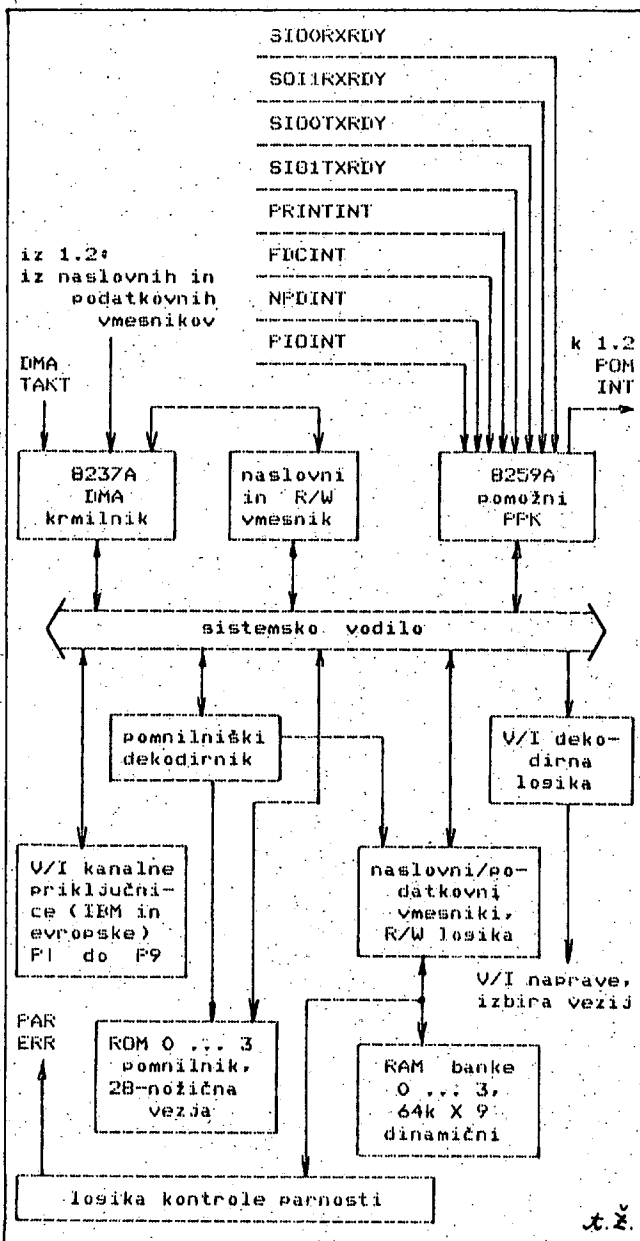 SIO0RXRDY
SOI1RXRDY
SIO0TXRDY
SIO1TXRDY
PRINTINT
FDCINT
NPDINT
PIOINT
iz 1.2:
iz naslovnih in
podatkovnih
vmesnikov
DMA
TAKT
k 1.2
POM
INT
8237A
DMA
krmilnik
naslovni
in R/W
vmesnik
8259A
pomožni
PPK
sistemsko vodilo
pomnilniški
dekodirnik
V/I deko-
dirna
logika
V/I kanalne
priključni-
ce (IBM in
evropske)
P1 do P9
naslovni/po-
datkovni
vmesniki,
R/W logika
V/I naprave,
izbira vezij
PAR
ERR
ROM 0 ... 3
pomnilnik,
28-nožična
vezja
RAM banke
0 ... 3,
64k X 9
dinamični
logika kontrole parnosti
t.ž.